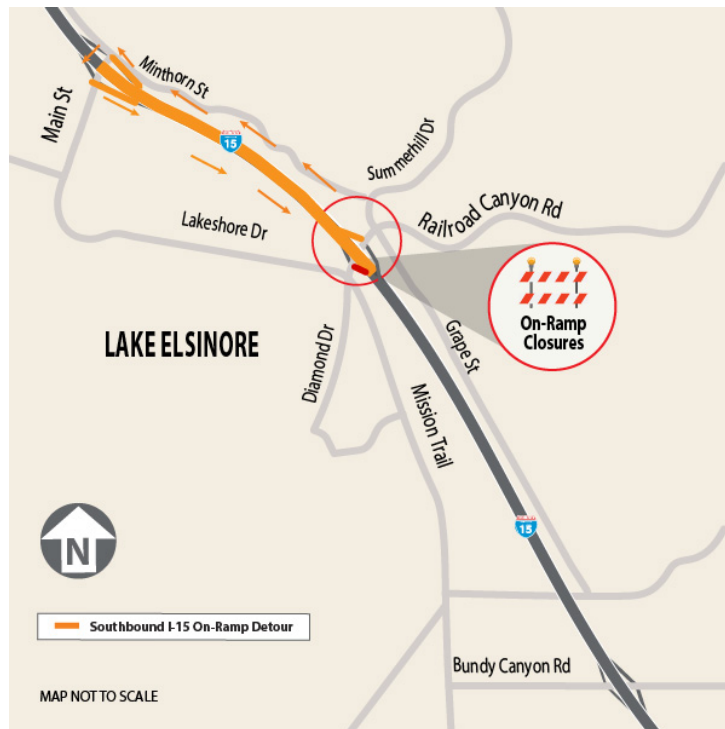 Minthorn St
Main St
15
Summerhill Dr
Railroad Canyon Rd
Lakeshore Dr
On-Ramp
Closures
LAKE ELSINORE
Diamond Dr
Grape St
Mission Trail
15
N
Southbound I-15 On-Ramp Detour
Bundy Canyon Rd
MAP NOT TO SCALE